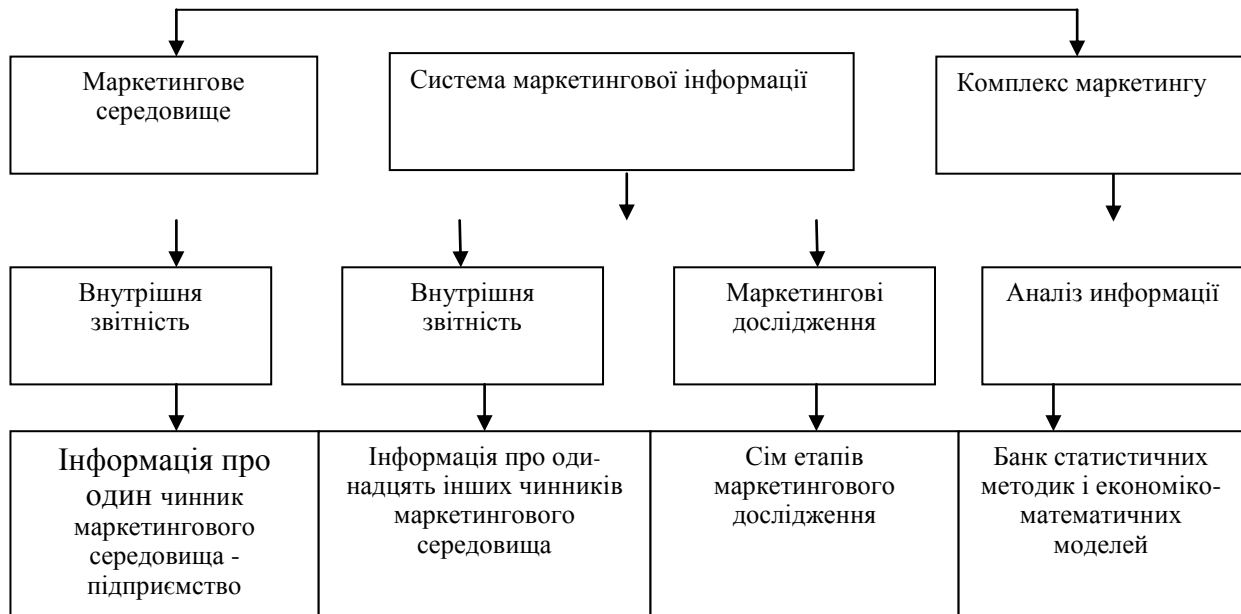 Маркетингове
середовище
Система маркетингової інформації
Комплекс маркетингу
Внутрішня
звітність
Внутрішня
звітність
Маркетингові
дослідження
Аналіз информації
Інформація про
один чинник
маркетингового
середовища -
підприємство
Інформація про оди-
надцять інших чинників
маркетингового
середовища
Сім етапів
маркетингового
дослідження
Банк статистичних
методик і економіко-
математичних
моделей